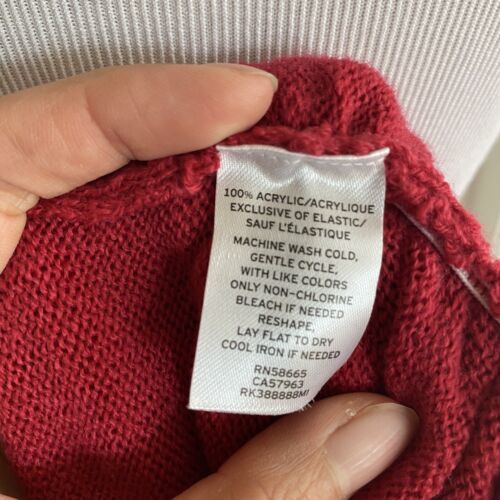 100% ACRYLIC/ACRYLIQUE
EXCLUSIVE OF ELASTIC/
SAUF L'ÉLASTIQUE
MACHINE WASH COLD,
GENTLE CYCLE,
WITH LIKE COLORS
ONLY NON-CHLORINE
BLEACH IF NEEDED
RESHAPE,
LAY FLAT TO DRY
COOL IRON IF NEEDED
RN58665
CA57963
RK388888MI